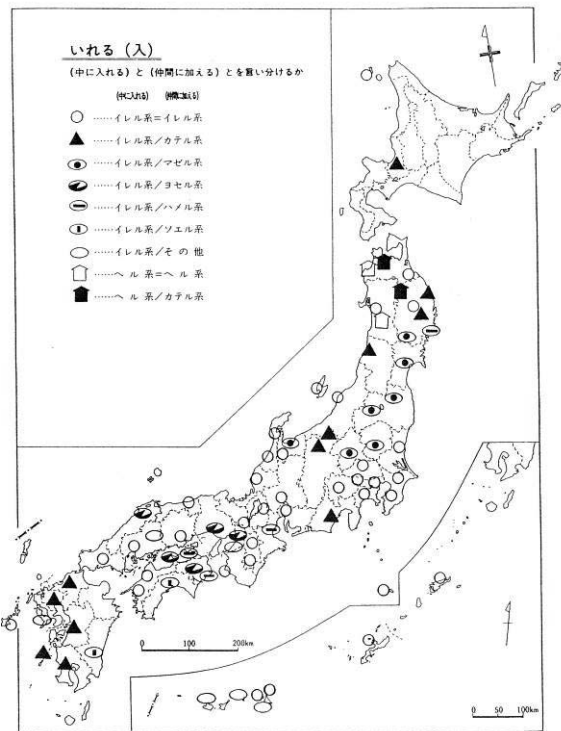 いれる（入）
（中に入れる）と（仲間に加える）とを言い分けるか
（中に入れる）（仲間に加える）
○……イレル系＝イレル系
▲……イレル系／カテル系
……イレル系／マゼル系
……イレル系／ヨセル系
……イレル系／ハメル系
……イレル系／ソエル系
……イレル系／その他
……ヘル系＝ヘル系
……ヘル系／カテル系
0 100 200km
0 50 100km